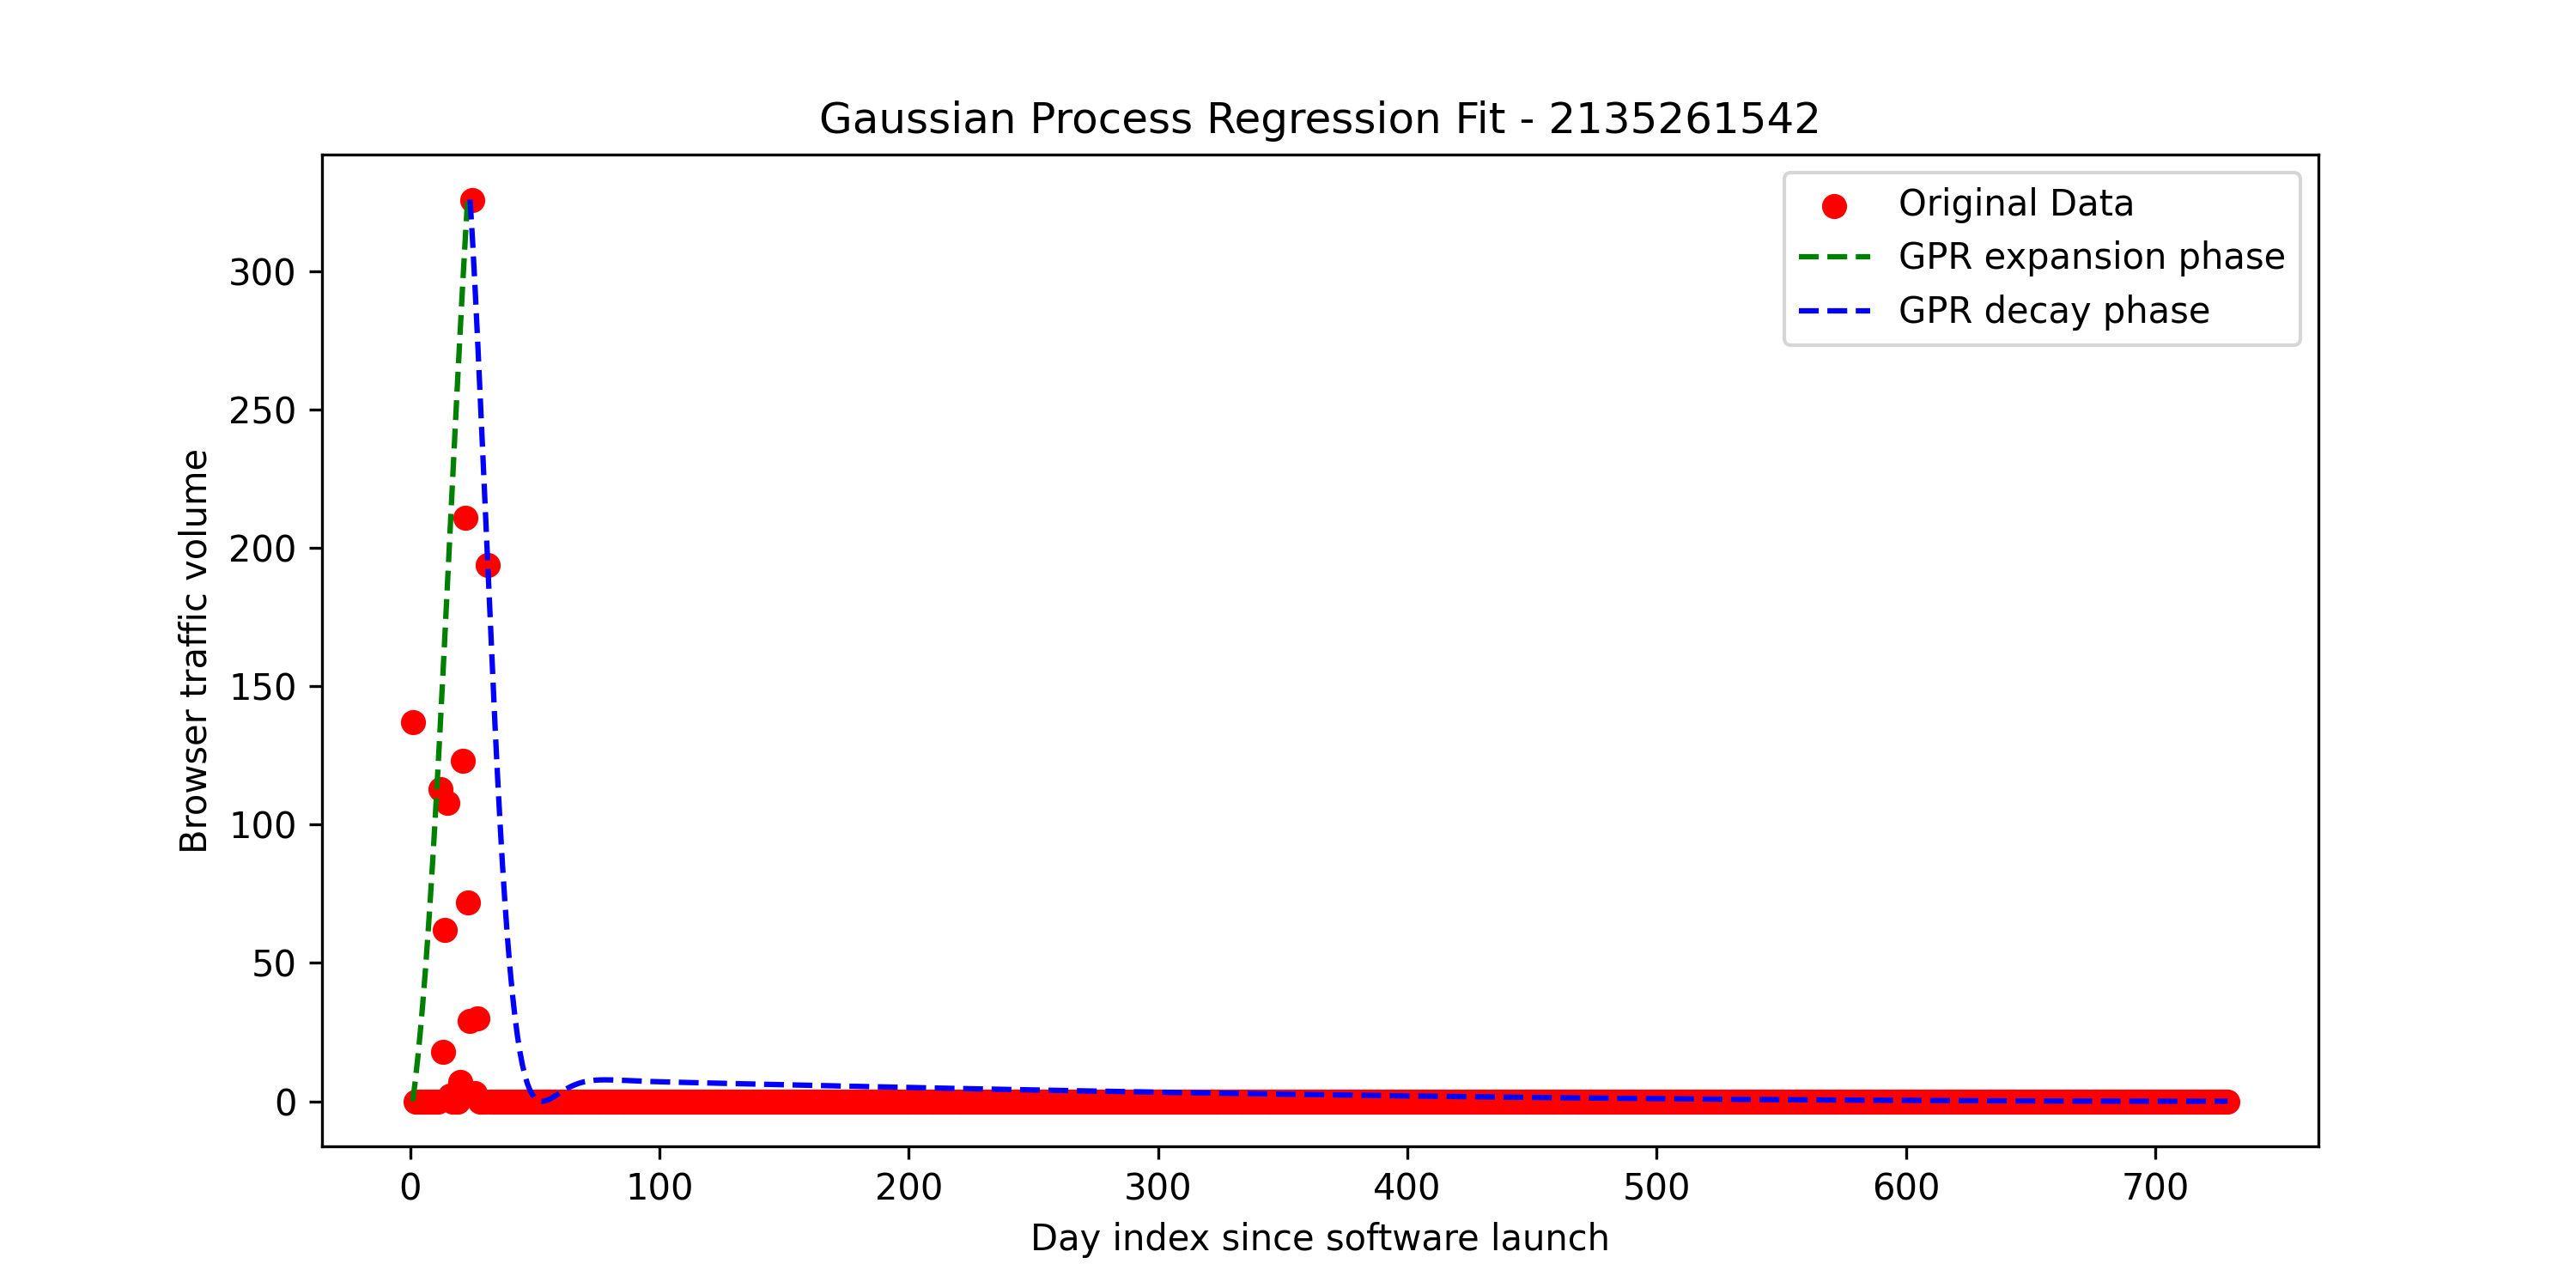 Gaussian Process Regression Fit - 2135261542
Original Data
GPR expansion phase
GPR decay phase
Browser traffic volume
300
250
200
150
100
50
0
0 100 200 300 400 500 600 700
Day index since software launch